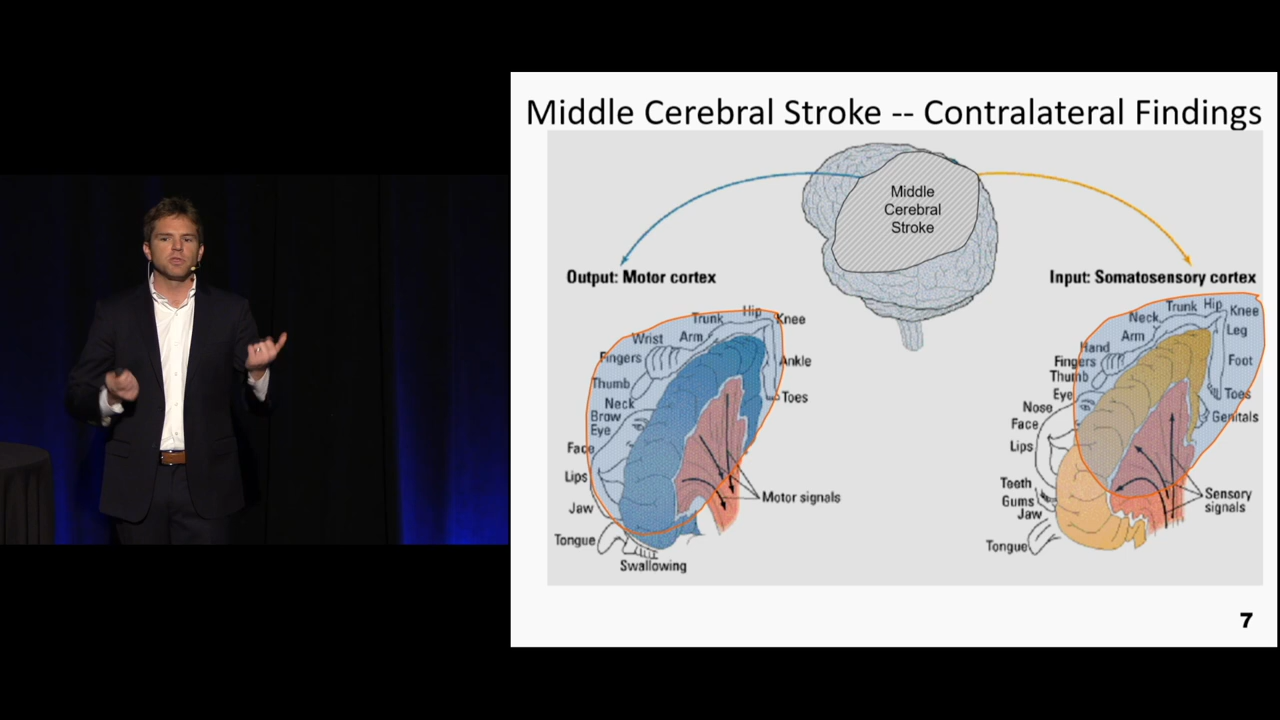 Middle Cerebral Stroke -- Contralateral Findings
Middle
Cerebral
Stroke
Output: Motor cortex
Input: Somatosensory cortex
Hip
Trunk
Knee
Wrist
Arm
Fingers
Ankle
Thumb
Toes
Neck
Brow
Eye
Face
Lips
Jaw
Motor signals
Tongue
Swallowing
Trunk
Hip
Knee
Neck
Leg
Arm
Hand
Fingers
Foot
Thumb
Eye
Toes
Nose
Genitals
Face
Lips
Teeth
Gums
Jaw
Sensory
signals
Tongue
7